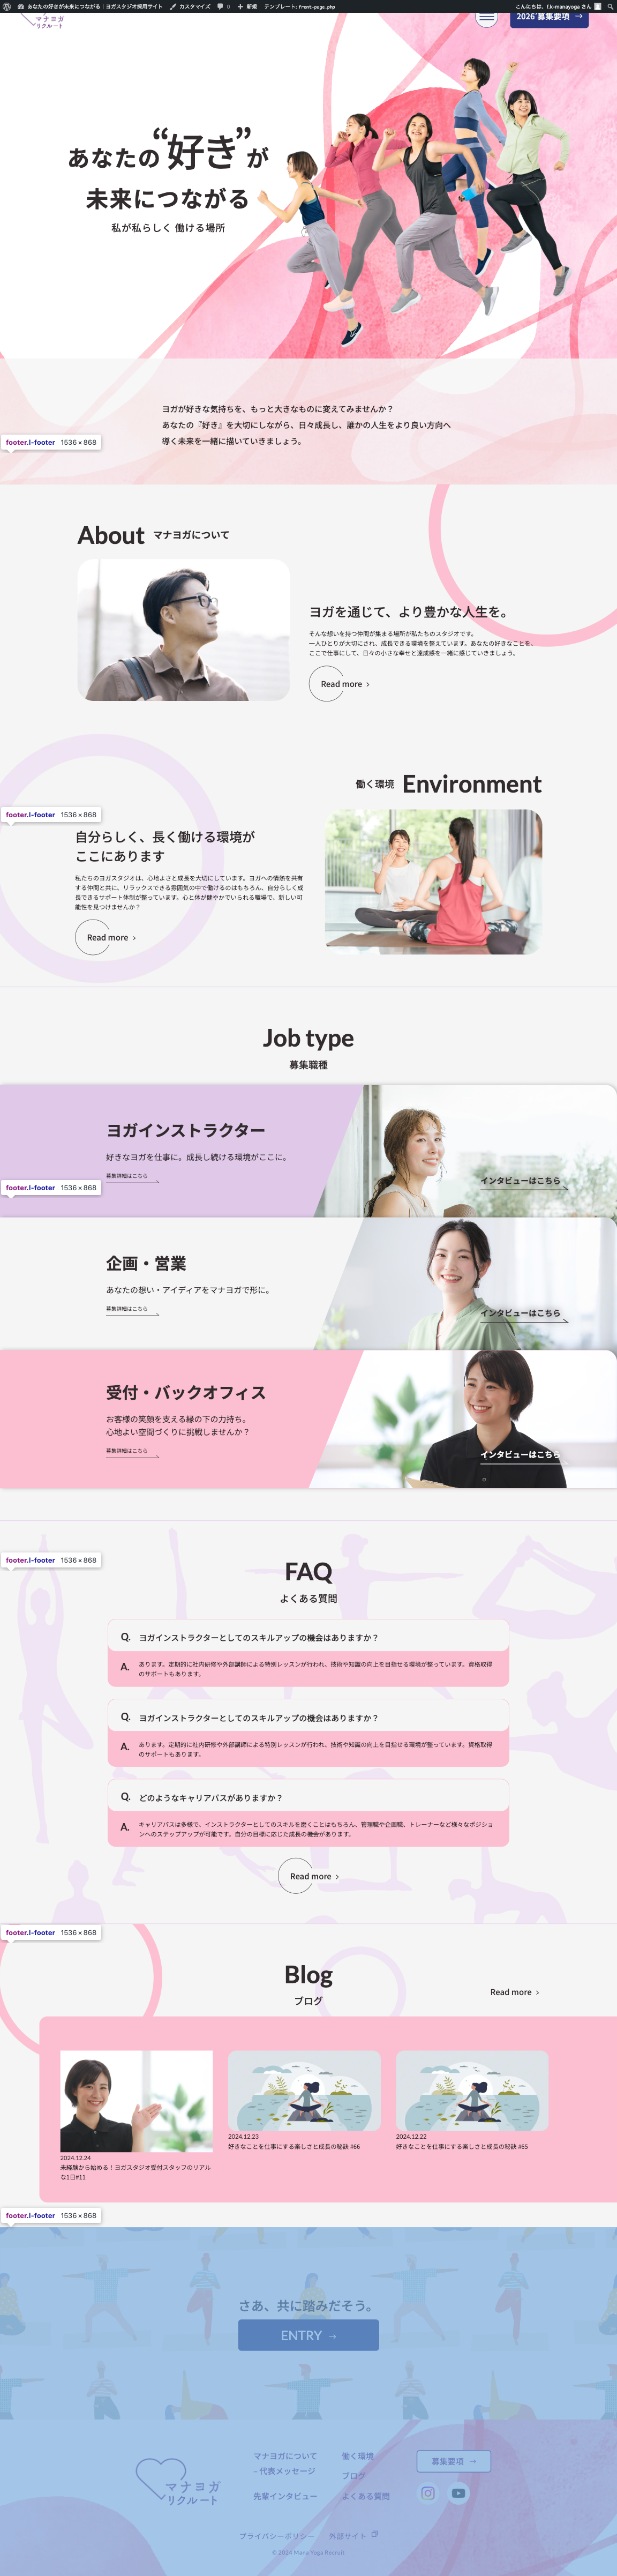 あなたの好きが未来につながる｜ヨガスタジオ採用サイト カスタマイズ 0 新規 テンプレート: front-page.php こんにちは、f.k-manayoga さん
マナヨガ
リクルート
2026 募集要項
あなたの“好き”が
未来につながる
私が私らしく 働ける場所
ヨガが好きな気持ちを、もっと大きなものに変えてみませんか？
あなたの『好き』を大切にしながら、日々成長し、誰かの人生をより良い方向へ
導く未来を一緒に描いていきましょう。
footer.l-footer 1536 × 868
About マナヨガについて
ヨガを通じて、より豊かな人生を。
そんな想いを持つ仲間が集まる場所が私たちのスタジオです。
一人ひとりが大切にされ、成長できる環境を整えています。あなたの好きなことを、
ここで仕事にして、日々の小さな幸せと達成感を一緒に感じていきましょう。
Read more
働く環境 Environment
footer.l-footer 1536 × 868
自分らしく、長く働ける環境が
ここにあります
私たちのヨガスタジオは、心地よさと成長を大切にしています。ヨガへの情熱を共有
する仲間と共に、リラックスできる雰囲気の中で働けるのはもちろん、自分らしく成
長できるサポート体制が整っています。心と体が健やかでいられる職場で、新しい可
能性を見つけませんか？
Read more
Job type
募集職種
ヨガインストラクター
好きなヨガを仕事に。成長し続ける環境がここに。
募集詳細はこちら
インタビューはこちら
footer.l-footer 1536 × 868
企画・営業
あなたの想い・アイディアをマナヨガで形に。
募集詳細はこちら
インタビューはこちら
受付・バックオフィス
お客様の笑顔を支える縁の下の力持ち。
心地よい空間づくりに挑戦しませんか？
募集詳細はこちら
インタビューはこちら
footer.l-footer 1536 × 868
FAQ
よくある質問
Q. ヨガインストラクターとしてのスキルアップの機会はありますか？
A. あります。定期的に社内研修や外部講師による特別レッスンが行われ、技術や知識の向上を目指せる環境が整っています。資格取得
のサポートもあります。
Q. ヨガインストラクターとしてのスキルアップの機会はありますか？
A. あります。定期的に社内研修や外部講師による特別レッスンが行われ、技術や知識の向上を目指せる環境が整っています。資格取得
のサポートもあります。
Q. どのようなキャリアパスがありますか？
A. キャリアパスは多様で、インストラクターとしてのスキルを磨くことはもちろん、管理職や企画職、トレーナーなど様々なポジショ
ンへのステップアップが可能です。自分の目標に応じた成長の機会があります。
Read more
footer.l-footer 1536 × 868
Blog
ブログ
Read more
2024.12.24
未経験から始める！ヨガスタジオ受付スタッフのリアル
な1日#11
2024.12.23
好きなことを仕事にする楽しさと成長の秘訣 #66
2024.12.22
好きなことを仕事にする楽しさと成長の秘訣 #65
footer.l-footer 1536 × 868
さあ、共に踏みだそう。
ENTRY
マナヨガ
リクルート
マナヨガについて
– 代表メッセージ
先輩インタビュー
働く環境
ブログ
よくある質問
募集要項
プライバシーポリシー 外部サイト
© 2024 Mana Yoga Recruit